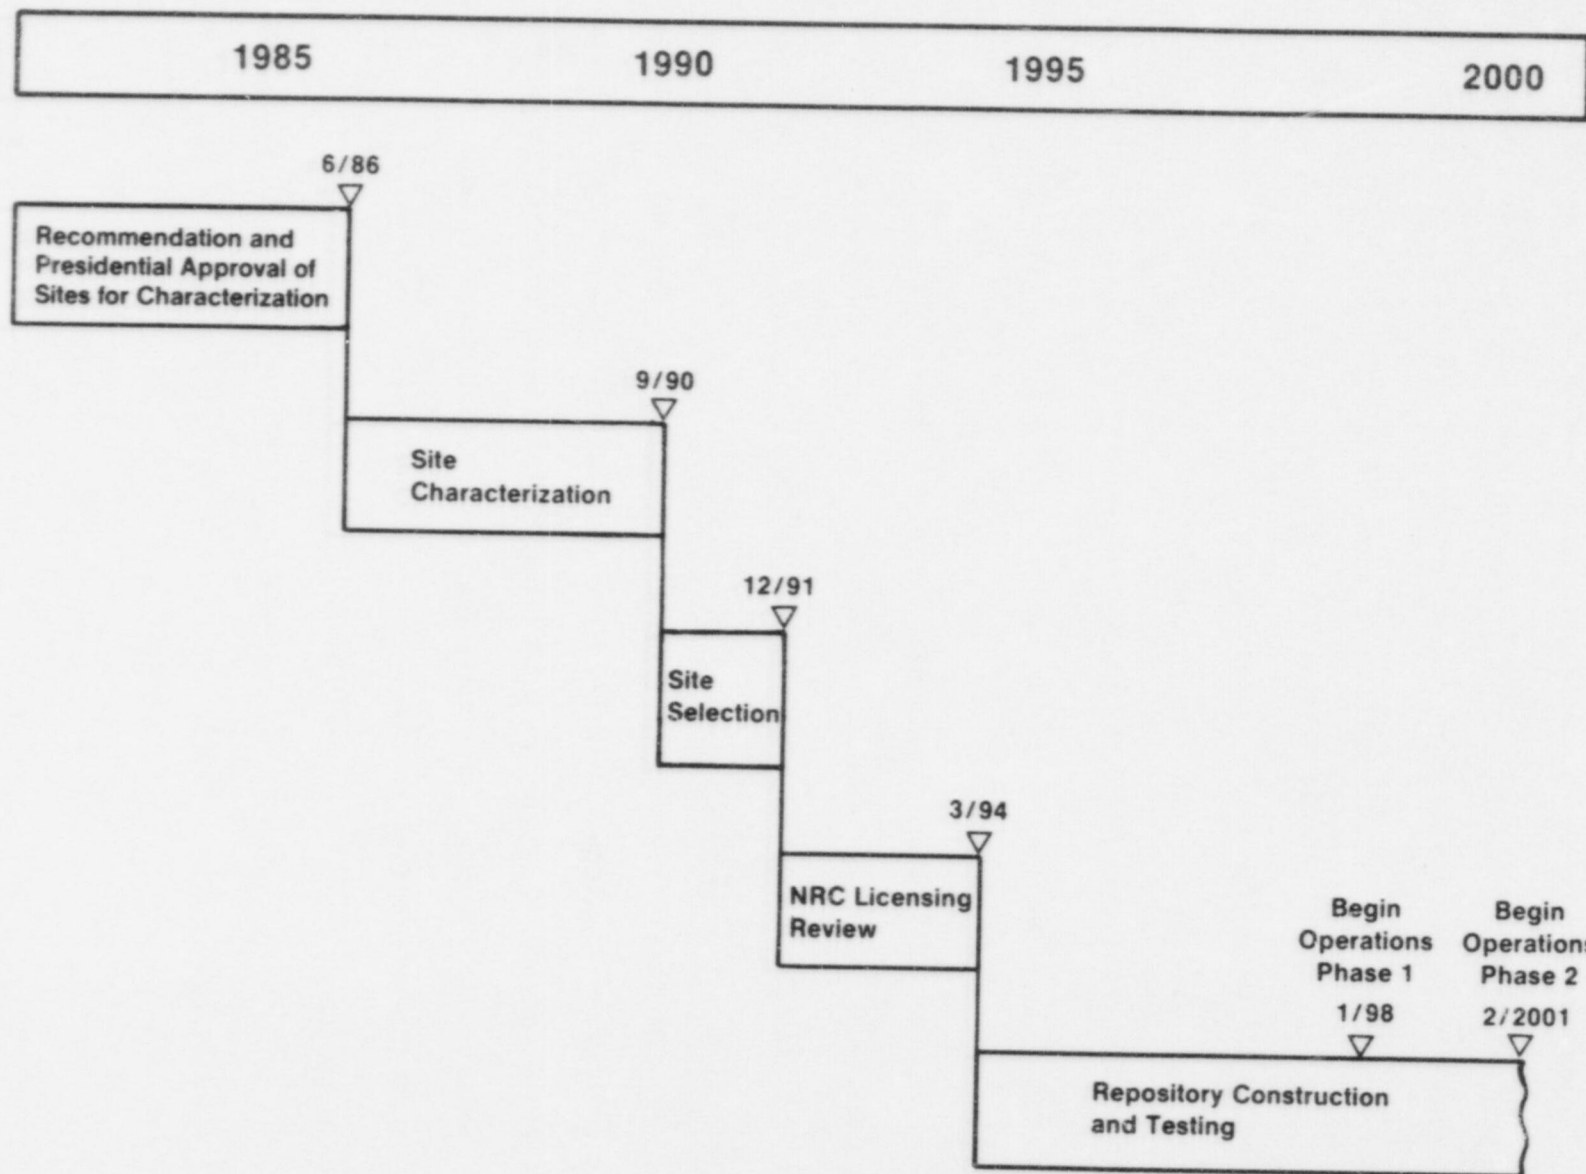 1985 1990 1995 2000
6/86
Recommendation and
Presidential Approval of
Sites for Characterization
9/90
Site
Characterization
12/91
Site
Selection
3/94
NRC Licensing
Review
Begin
Operations
Phase 1
1/98
Begin
Operations
Phase 2
2/2001
Repository Construction
and Testing